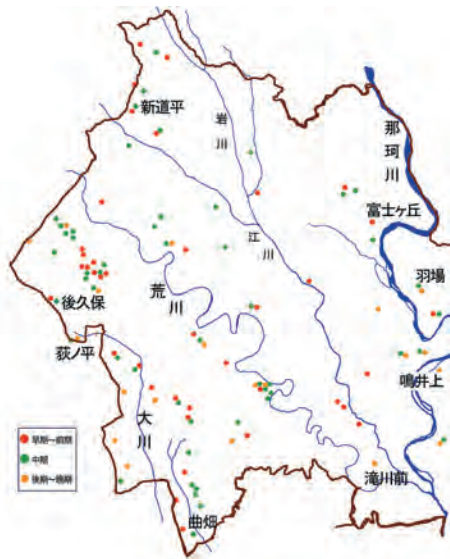 新道平
岩川
那珂川
富士ヶ丘
江川
羽場
後久保
荒川
荻ノ平
鳴井上
大川
早期〜前期
中期
後期〜晩期
滝川前
曲畑